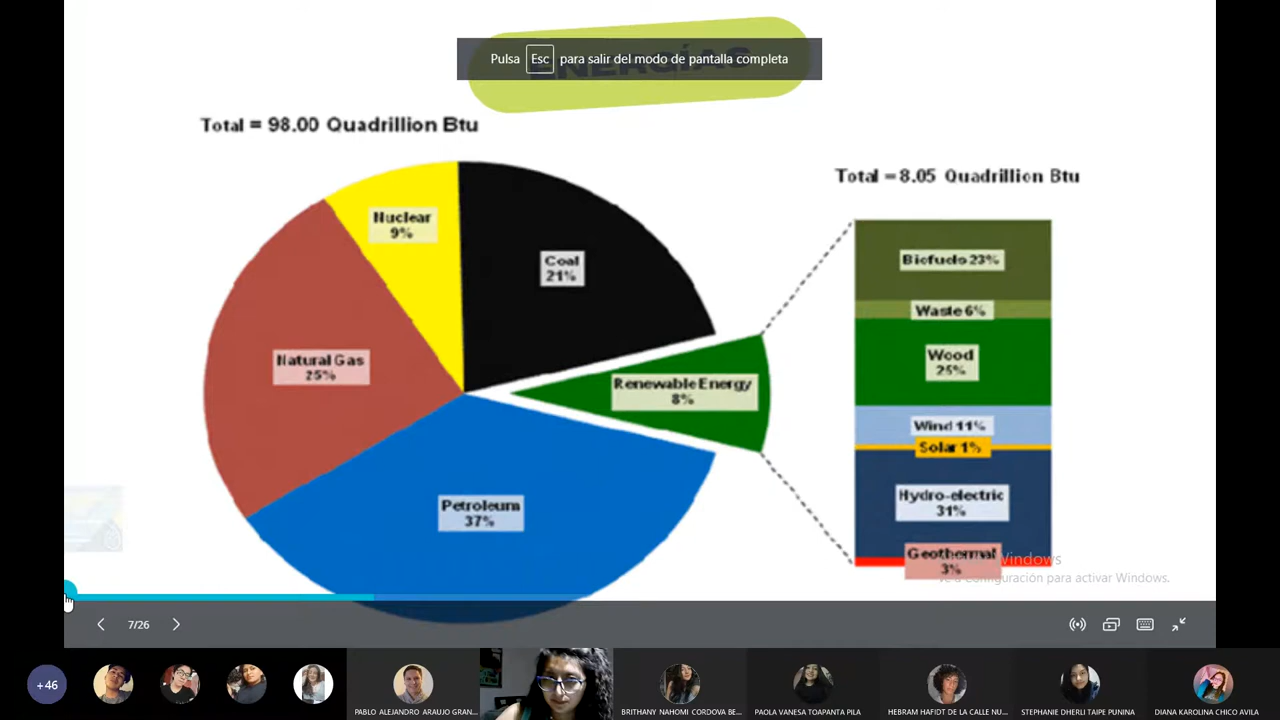 ENERGÍAS
Pulsa Esc para salir del modo de pantalla completa
Total = 98.00 Quadrillion Btu
Total = 8.05 Quadrillion Btu
Nuclear
9%
Coal
21%
Natural Gas
25%
Renewable Energy
8%
Petroleum
37%
Biofuels 23%
Waste 6%
Wood
25%
Wind 11%
Solar 1%
Hydro-electric
31%
Geothermal
3%
Windows
Ve a Configuración para activar Windows.
7/26
+46
PABLO ALEJANDRO ARAUJO GRAN...
BRITHANY NAHOMI CORDOVA BE...
PAOLA VANESA TOAPANTA PILA
HEBRAM HAFIDT DE LA CALLE NU...
STEPHANIE DHERLI TAIPE PUNINA
DIANA KAROLINA CHICO AVILA